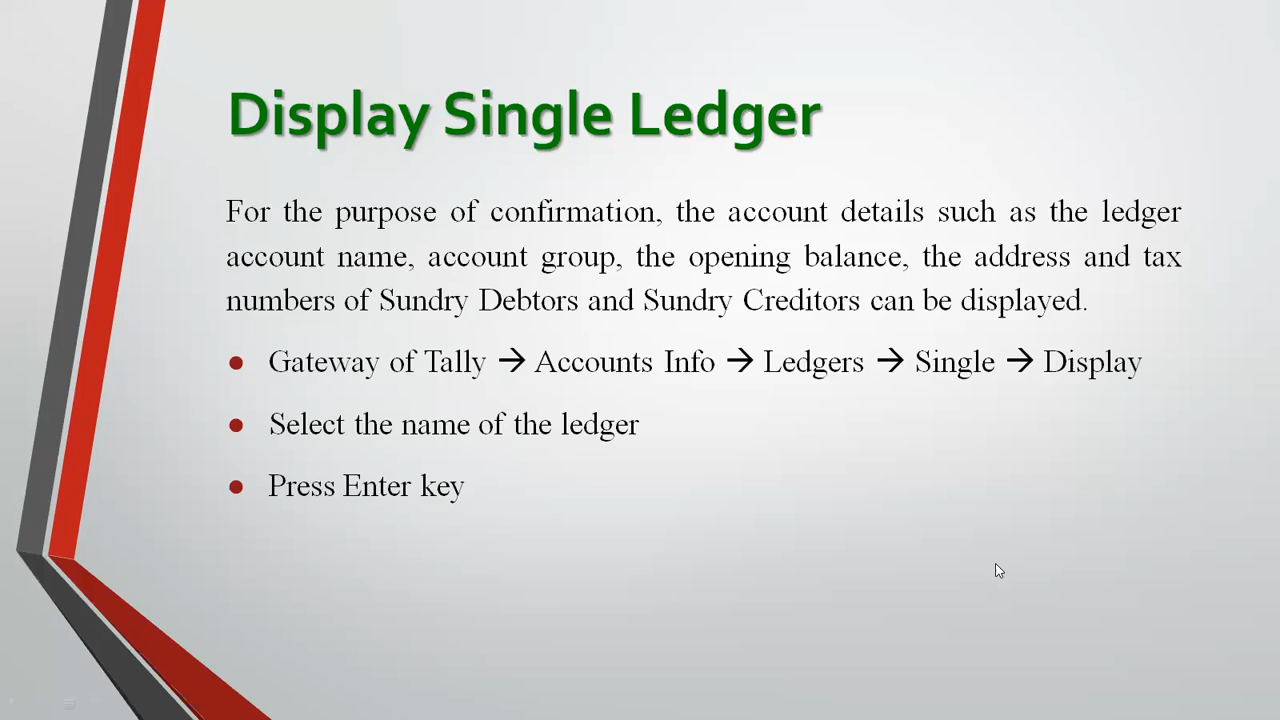 Display Single Ledger
For the purpose of confirmation, the account details such as the ledger
account name, account group, the opening balance, the address and tax
numbers of Sundry Debtors and Sundry Creditors can be displayed.
● Gateway of Tally → Accounts Info → Ledgers → Single → Display
● Select the name of the ledger
● Press Enter key